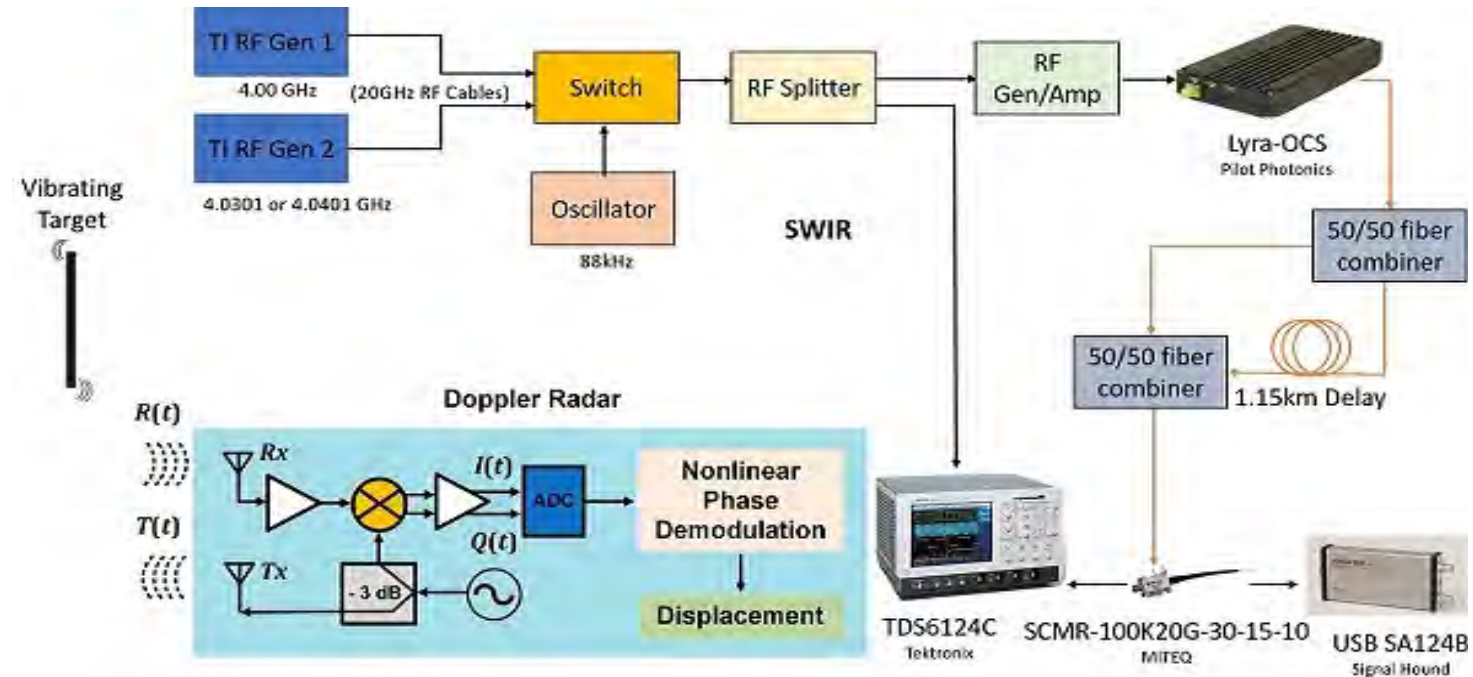 TI RF Gen 1
4.00 GHz
(20GHz RF Cables)
TI RF Gen 2
4.0301 or 4.0401 GHz
Switch
RF Splitter
RF
Gen/Amp
Lyra-OCS
Pilot Photonics
Oscillator
88kHz
SWIR
Vibrating
Target
50/50 fiber
combiner
50/50 fiber
combiner
1.15km Delay
Doppler Radar
R(t)
T(t)
Rx
Tx
I(t)
Q(t)
ADC
- 3 dB
Nonlinear
Phase
Demodulation
Displacement
TDS6124C
Tektronix
SCMR-100K20G-30-15-10
MITEQ
USB SA124B
Signal Hound